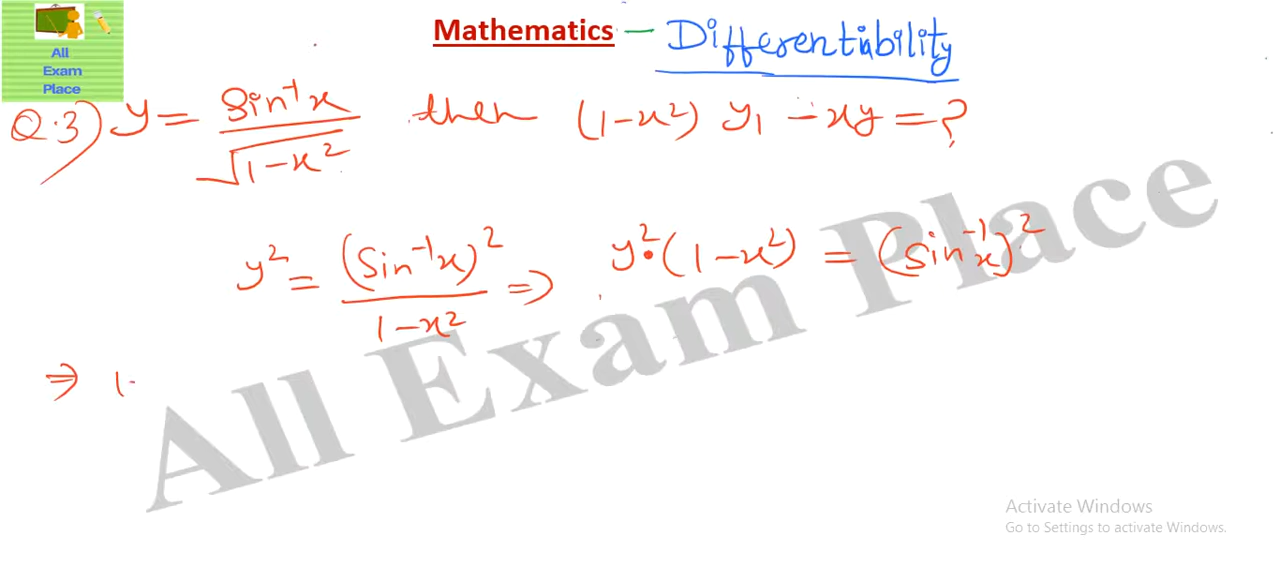 All
Exam
Place
Mathematics – Differentiability
Q.3) y = sin⁻¹x / √(1-x²) then (1-x²) y₁ - xy = ?
y² = (sin⁻¹x)² / (1-x²) ⇒ y²·(1-x²) = (sin⁻¹x)²
⇒ (-
All Exam Place
Activate Windows
Go to Settings to activate Windows.